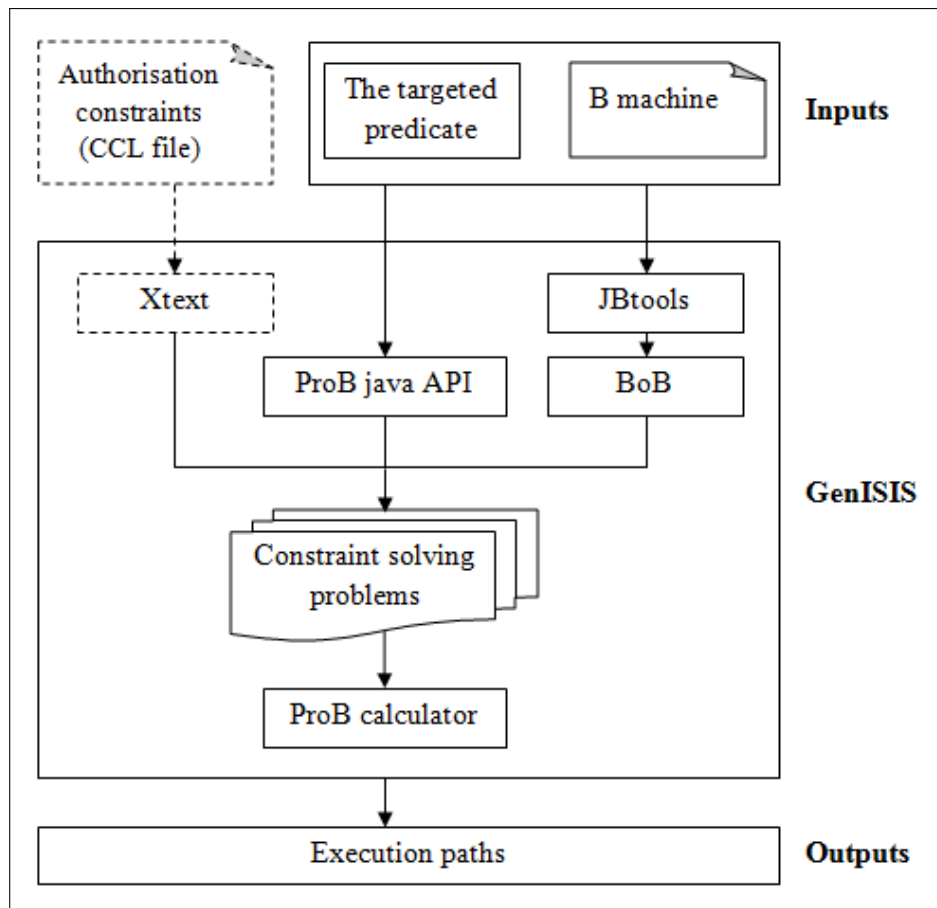 Authorisation
constraints
(CCL file)
The targeted
predicate
B machine
Inputs
Xtext
JBtools
ProB java API
BoB
GenISIS
Constraint solving
problems
ProB calculator
Execution paths
Outputs